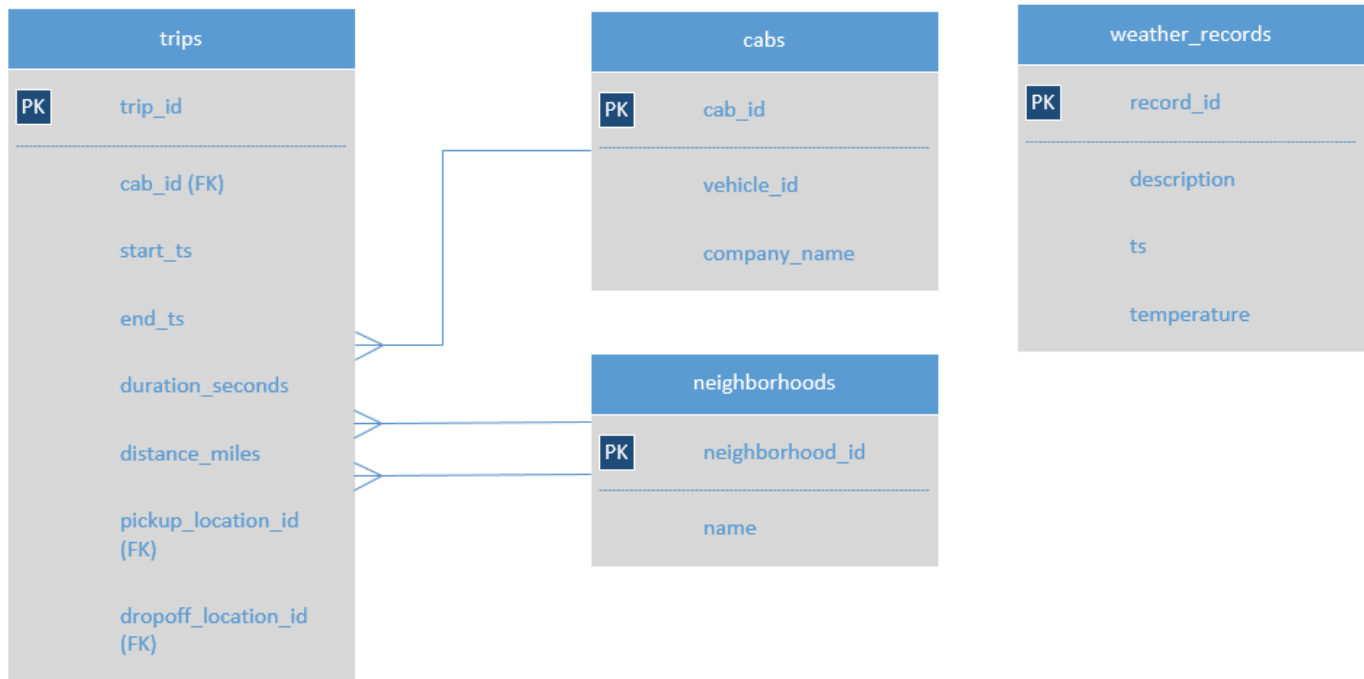 trips
PK
trip_id
cab_id (FK)
start_ts
end_ts
duration_seconds
distance_miles
pickup_location_id
(FK)
dropoff_location_id
(FK)
cabs
PK
cab_id
vehicle_id
company_name
neighborhoods
PK
neighborhood_id
name
weather_records
PK
record_id
description
ts
temperature